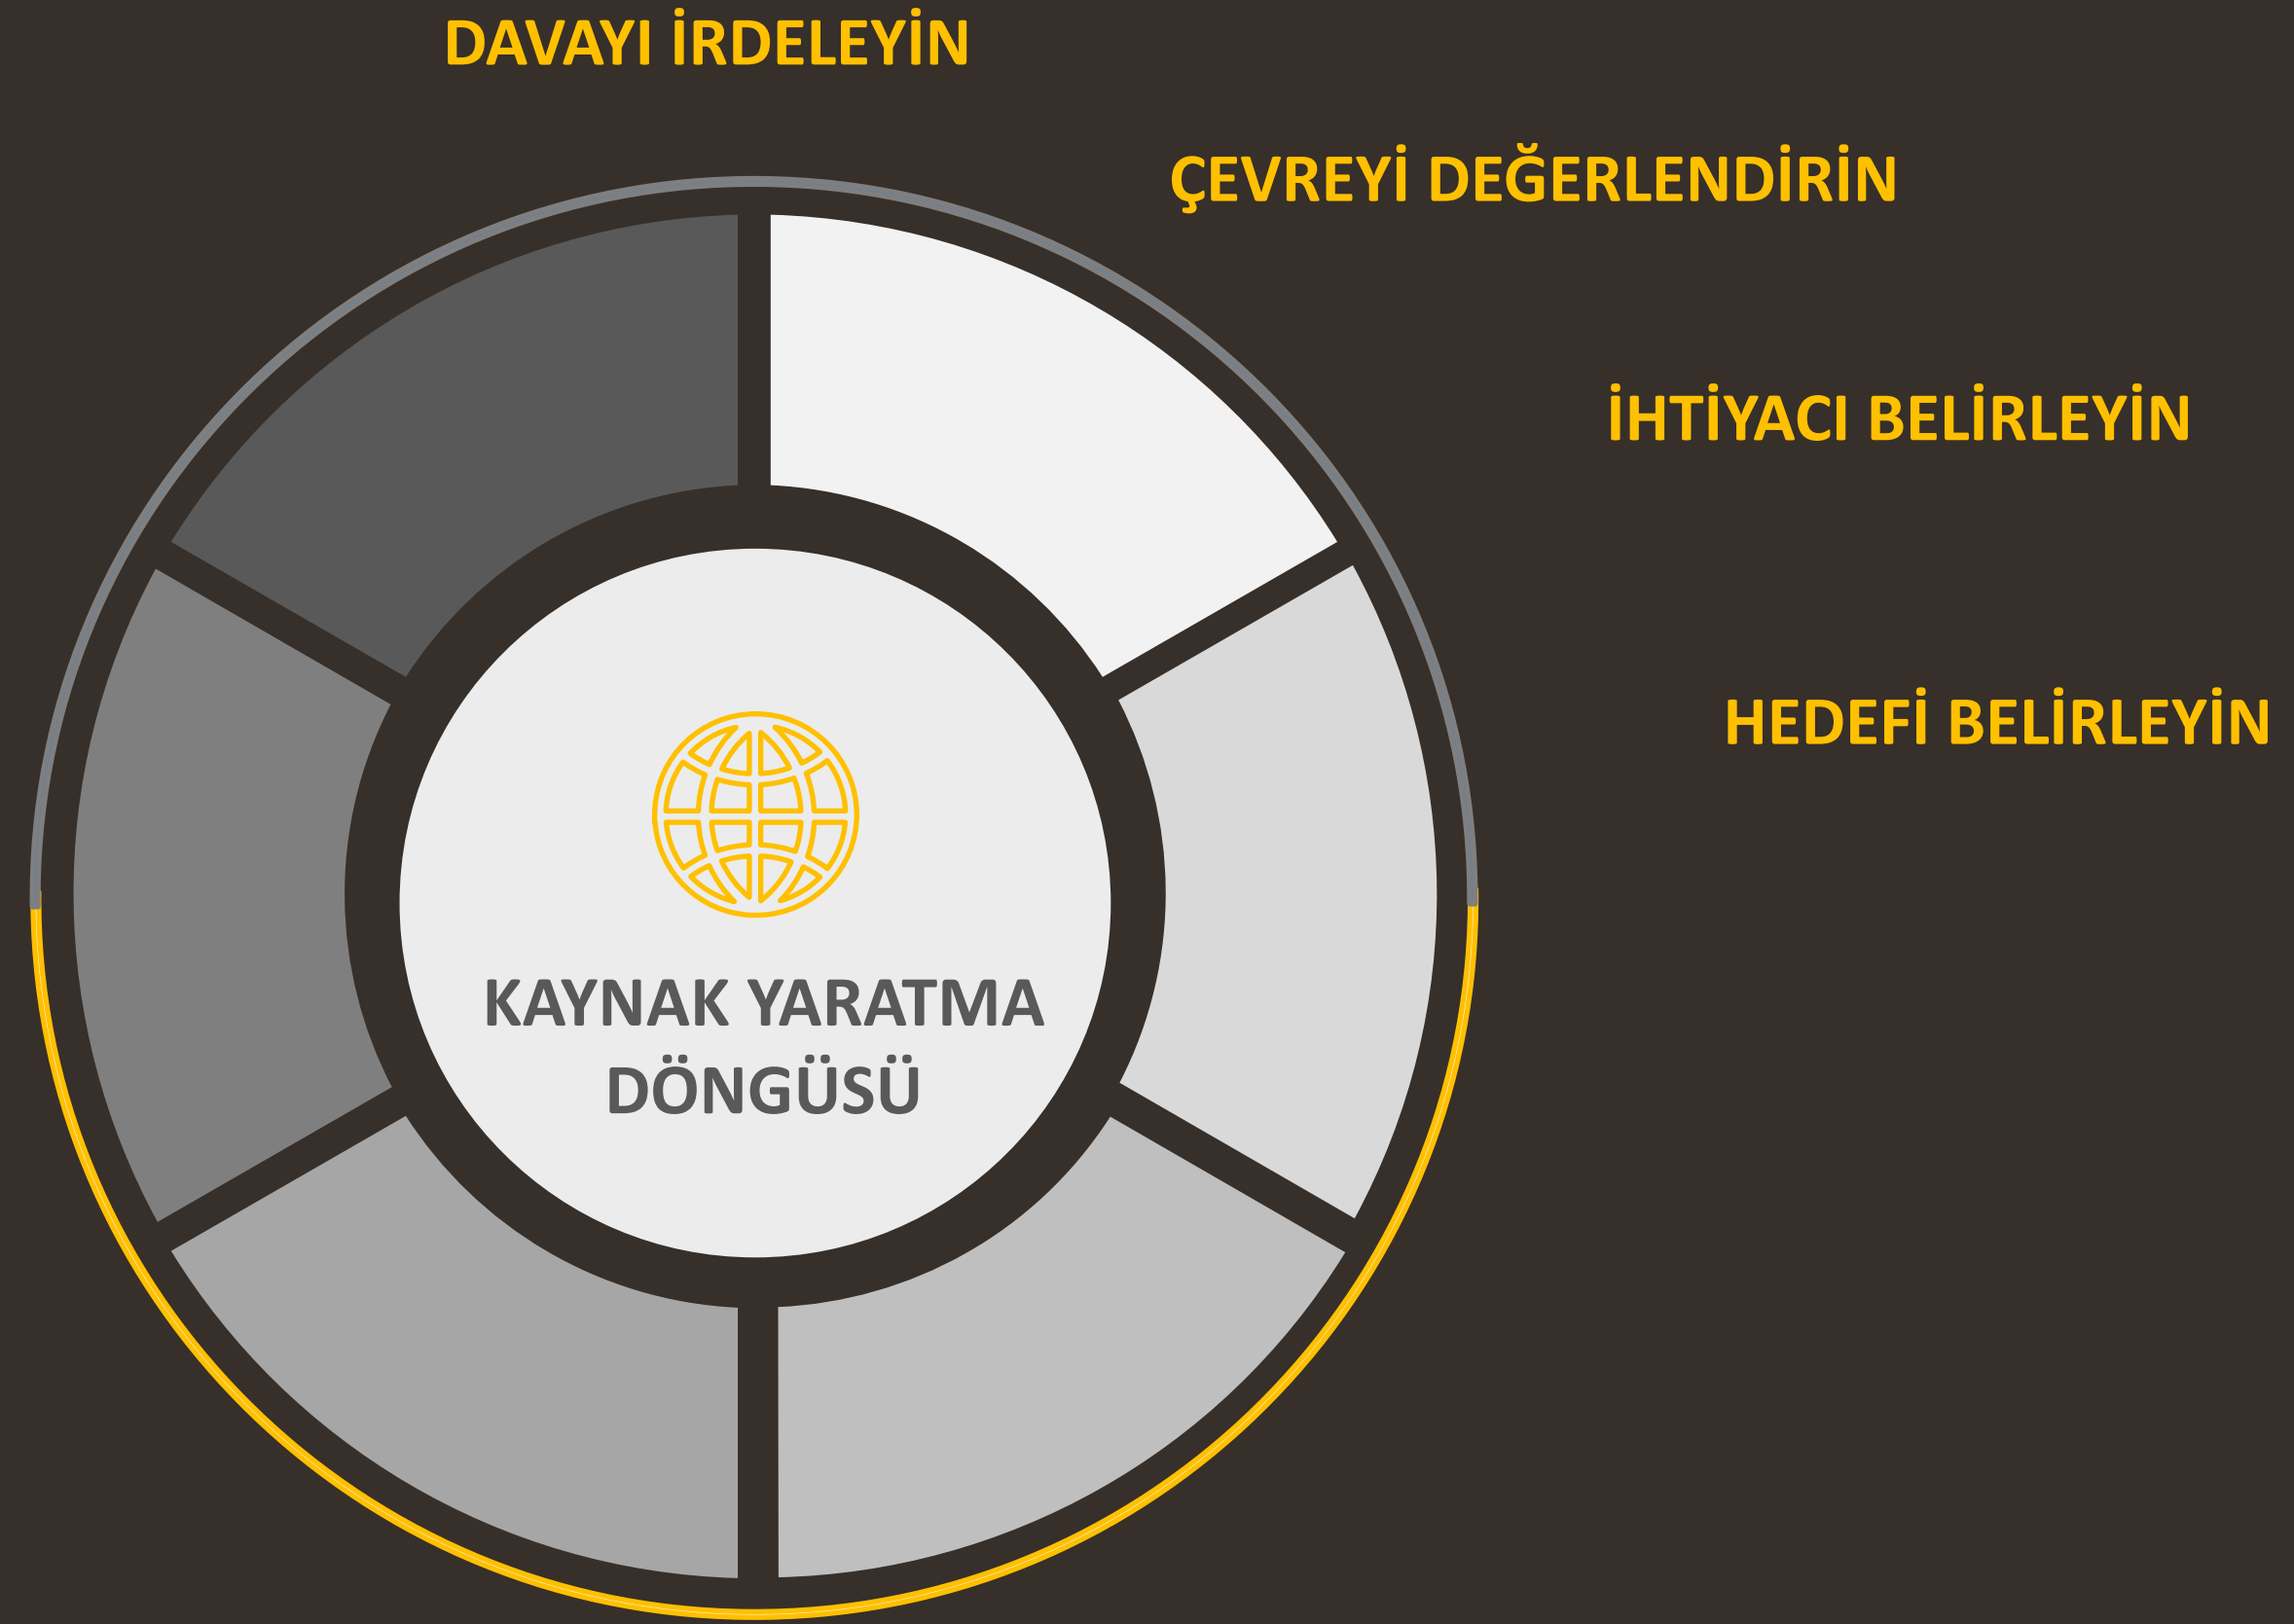 DAVAYI İRDELEYİN
ÇEVREYİ DEĞERLENDİRİN
İHTİYACI BELİRLEYİN
HEDEFİ BELİRLEYİN
KAYNAK YARATMA
DÖNGÜSÜ